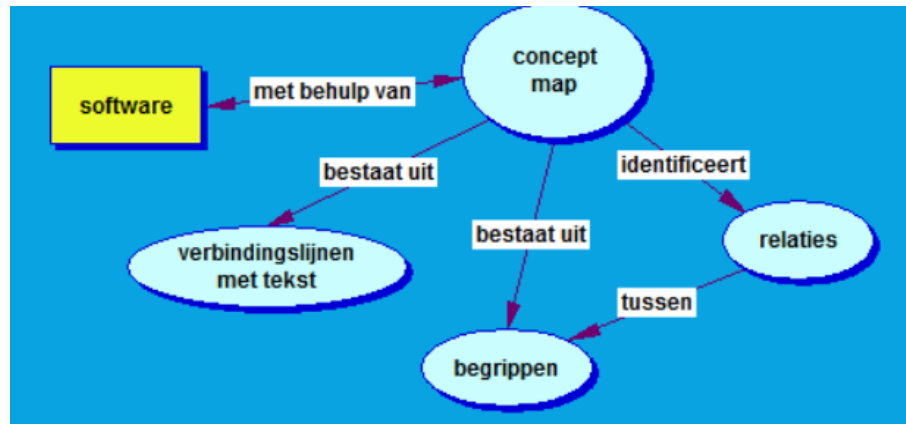 concept
map
software
met behulp van
bestaat uit
identificeert
verbindingslijnen
met tekst
bestaat uit
relaties
tussen
begrippen